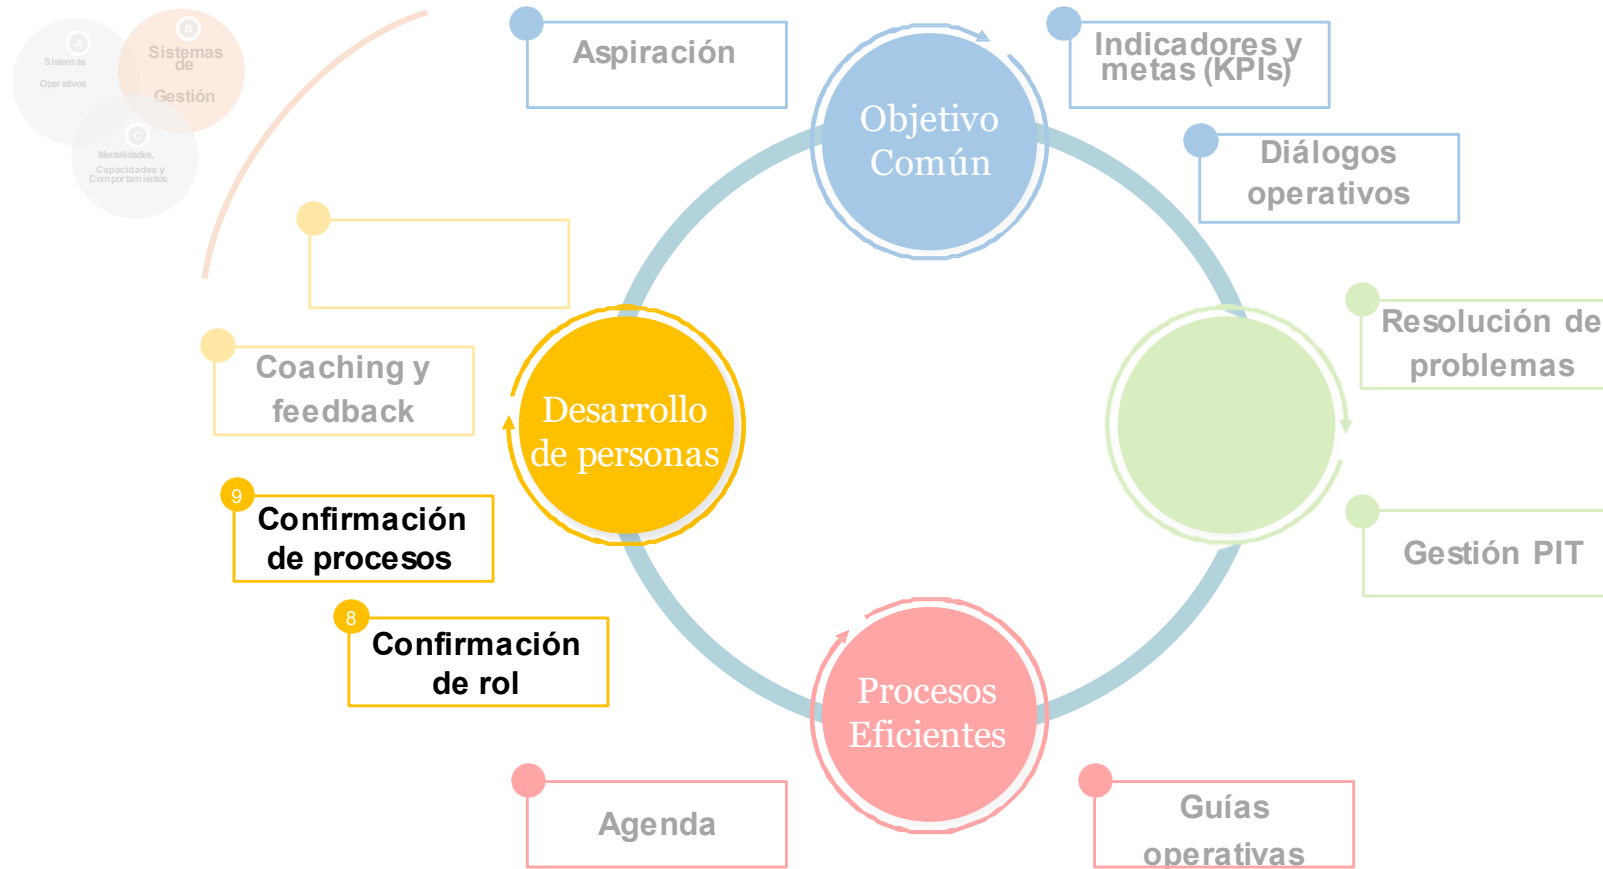 A
Sistemas
Operativos
B
Sistemas
de
Gestión
C
Mentalidades,
Capacidades y
Comportamientos
Aspiración
Objetivo
Común
Indicadores y
metas (KPIs)
Diálogos
operativos
Resolución de
problemas
Gestión PIT
Guías
operativas
Procesos
Eficientes
Agenda
8
Confirmación
de rol
9
Confirmación
de procesos
Coaching y
feedback
Desarrollo
de personas